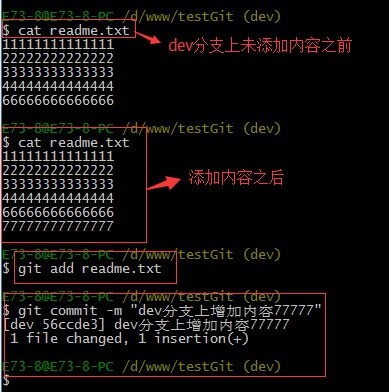 E73-8@E73-8-PC /d/www/testGit (dev)
$ cat readme.txt
dev分支上未添加内容之前
11111111111111
22222222222222
33333333333333
44444444444444
66666666666666
E73-8@E73-8-PC /d/www/testGit (dev)
$ cat readme.txt
11111111111111
22222222222222
33333333333333
44444444444444
添加内容之后
66666666666666
77777777777777
E73-8@E73-8-PC /d/www/testGit (dev)
$ git add readme.txt
E73-8@E73-8-PC /d/www/testGit (dev)
$ git commit -m "dev分支上增加内容77777"
[dev 56ccde3] dev分支上增加内容77777
1 file changed, 1 insertion(+)
E73-8@E73-8-PC /d/www/testGit (dev)
$